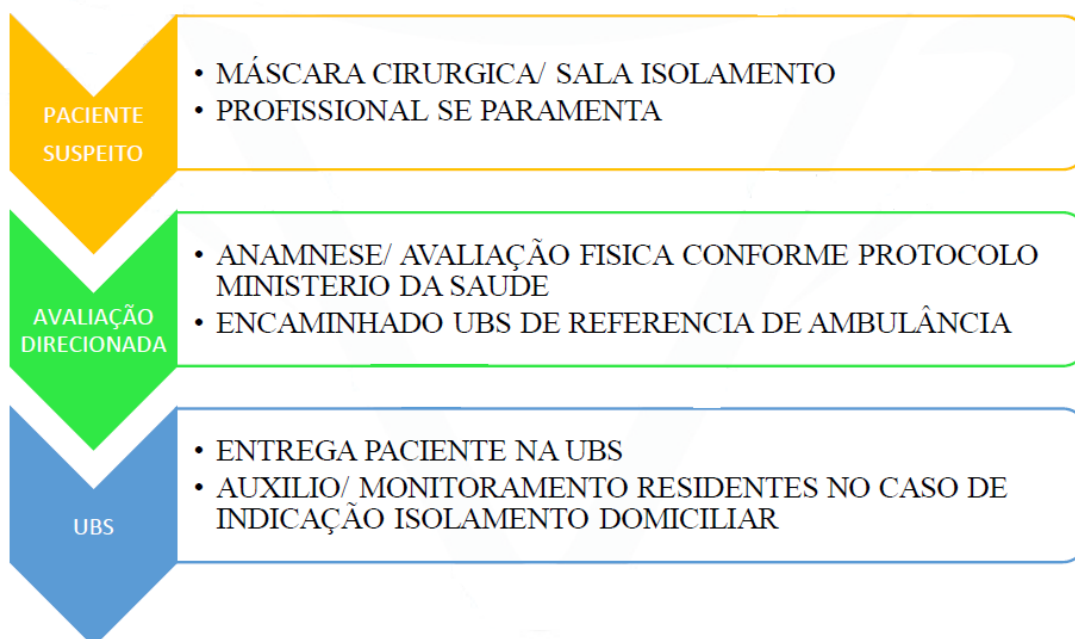 PACIENTE
SUSPEITO
• MÁSCARA CIRURGICA/ SALA ISOLAMENTO
• PROFISSIONAL SE PARAMENTA
AVALIAÇÃO
DIRECIONADA
• ANAMNESE/ AVALIAÇÃO FISICA CONFORME PROTOCOLO
MINISTERIO DA SAUDE
• ENCAMINHADO UBS DE REFERENCIA DE AMBULÂNCIA
UBS
• ENTREGA PACIENTE NA UBS
• AUXILIO/ MONITORAMENTO RESIDENTES NO CASO DE
INDICAÇÃO ISOLAMENTO DOMICILIAR